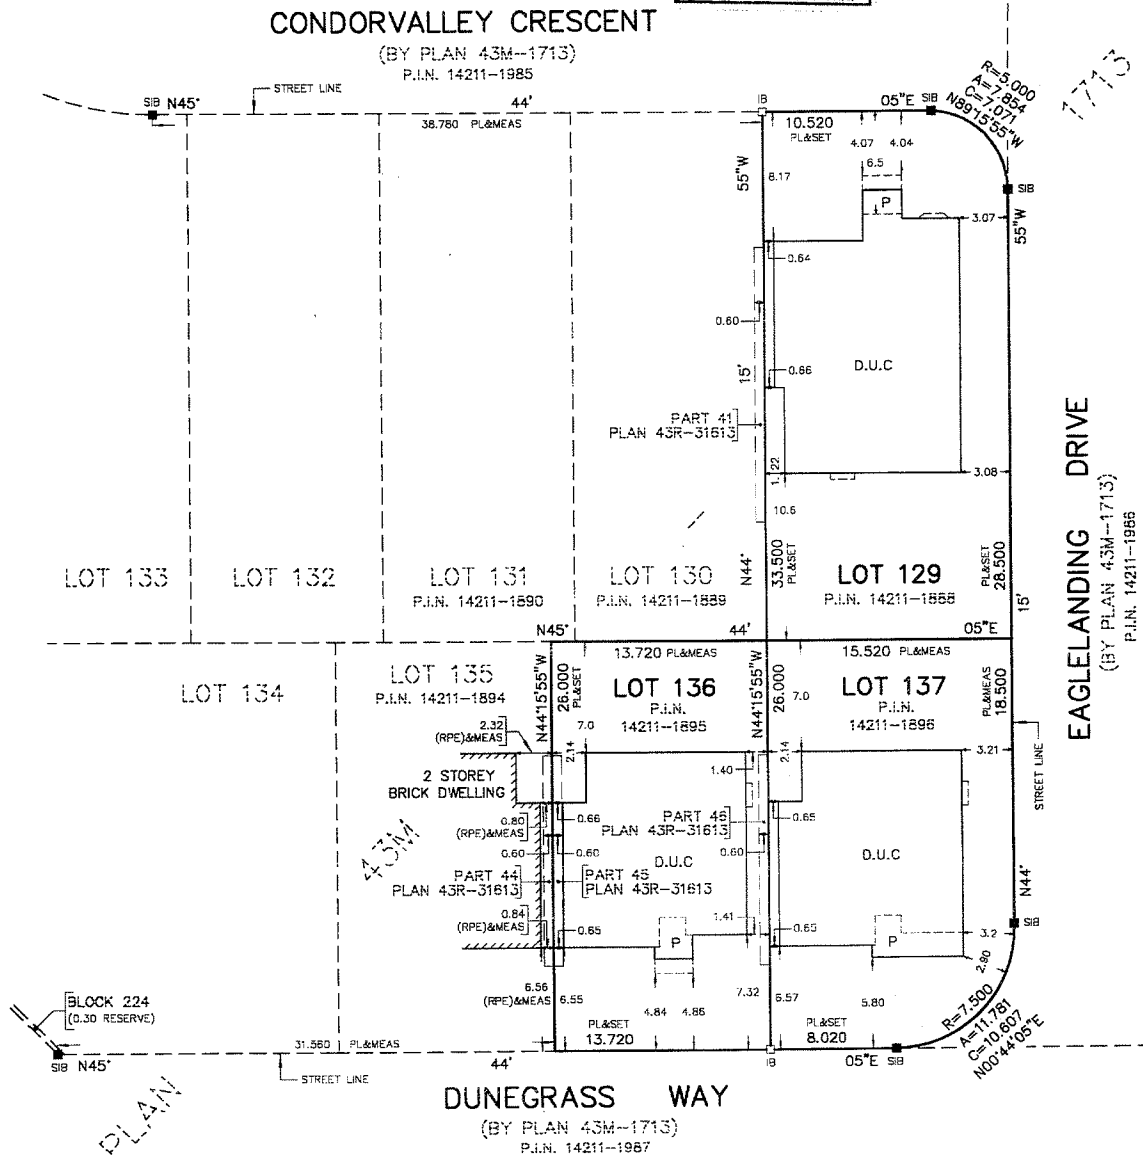 CONDORVALLEY CRESCENT
(BY PLAN 43M--1713)
P.I.N. 14211-1985
STREET LINE
SIB N45°
44'
38.780 PL&MEAS
IB
05"E SIB
10.520
PL&SET
R=5.000
A=7.854
C=7.071
N89°15'55"W
1713
SIB
55"W
8.17
4.07
4.04
6.5
P
3.07
55"W
0.64
0.60
15'
0.66
D.U.C
PART 41
PLAN 43R-31613
1.22
10.6
3.08
N44°
33.500
PL&SET
PL&SET
28.500
15'
EAGLELANDING DRIVE
(BY PLAN 43M-1713)
P.I.N. 14211-1986
LOT 133
LOT 132
LOT 131
P.I.N. 14211-1890
LOT 130
P.I.N. 14211-1889
LOT 129
P.I.N. 14211-1888
N45°
44'
05"E
13.720 PL&MEAS
15.520 PL&MEAS
LOT 134
LOT 135
P.I.N. 14211-1894
N44°15'55"W
26.000
PL&SET
LOT 136
P.I.N.
14211-1895
N44°15'55"W
26.000
LOT 137
P.I.N.
14211-1896
PL&MEAS
18.500
7.0
7.0
2.32
(RPE)&MEAS
2.14
2.14
3.21
STREET LINE
2 STOREY
BRICK DWELLING
1.40
0.80
(RPE)&MEAS
0.66
PART 46
PLAN 43R-31613
0.65
43M
0.60
0.60
D.U.C
0.60
D.U.C
PART 44
PLAN 43R-31613
PART 45
PLAN 43R-31613
N44°
0.84
(RPE)&MEAS
0.65
1.41
0.65
P
P
SIB
3.2
2.90
6.56
(RPE)&MEAS
6.55
4.84
4.86
7.32
6.57
5.80
BLOCK 224
(0.30 RESERVE)
R=7.500
A=11.781
C=10.607
N00°44'05"E
PL&SET
13.720
PL&SET
8.020
SIB N45°
31.560 PL&MEAS
44'
IB
05"E SIB
STREET LINE
PLAN
DUNEGRASS WAY
(BY PLAN 43M-1713)
P.I.N. 14211-1987